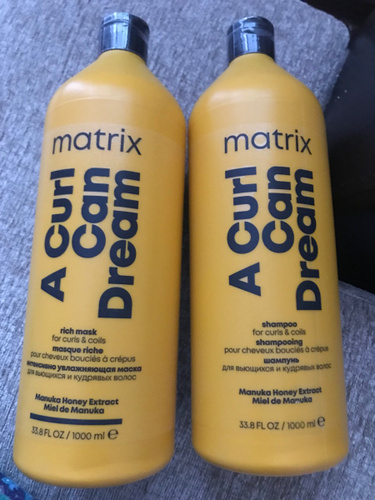 matrix
A Curl
Can
Dream
rich mask
for curls & coils
masque riche
pour cheveux bouclés à crépus
интенсивно увлажняющая маска
для вьющихся и кудрявых волос
Manuka Honey Extract
Miel de Manuka
33.8 FL OZ / 1000 ml e
matrix
A Curl
Can
Dream
shampoo
for curls & coils
shampooing
pour cheveux bouclés à crépus
шампунь
для вьющихся и кудрявых волос
Manuka Honey Extract
Miel de Manuka
33.8 FL OZ / 1000 ml e